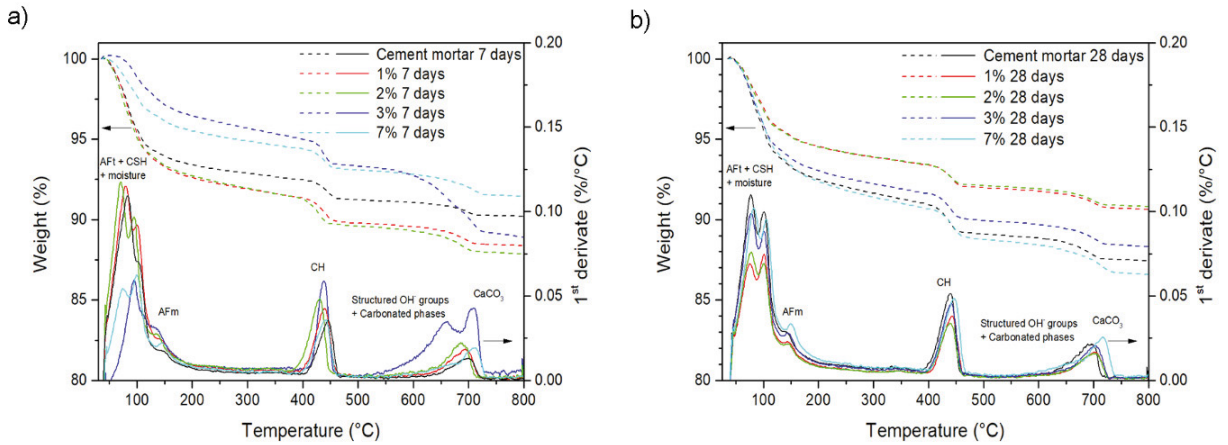 a)
Cement mortar 7 days
1% 7 days
2% 7 days
3% 7 days
7% 7 days
AFt + CSH
+ moisture
AFm
CH
Structured OH⁻ groups
+ Carbonated phases
CaCO₃
100
95
90
85
80
Weight (%)
0.20
0.15
0.10
0.05
0.00
1st derivate (%/°C)
100 200 300 400 500 600 700 800
Temperature (°C)
b)
Cement mortar 28 days
1% 28 days
2% 28 days
3% 28 days
7% 28 days
AFt + CSH
+ moisture
AFm
CH
Structured OH⁻ groups
+ Carbonated phases
CaCO₃
100
95
90
85
80
Weight (%)
0.20
0.15
0.10
0.05
0.00
1st derivate (%/°C)
100 200 300 400 500 600 700 800
Temperature (°C)